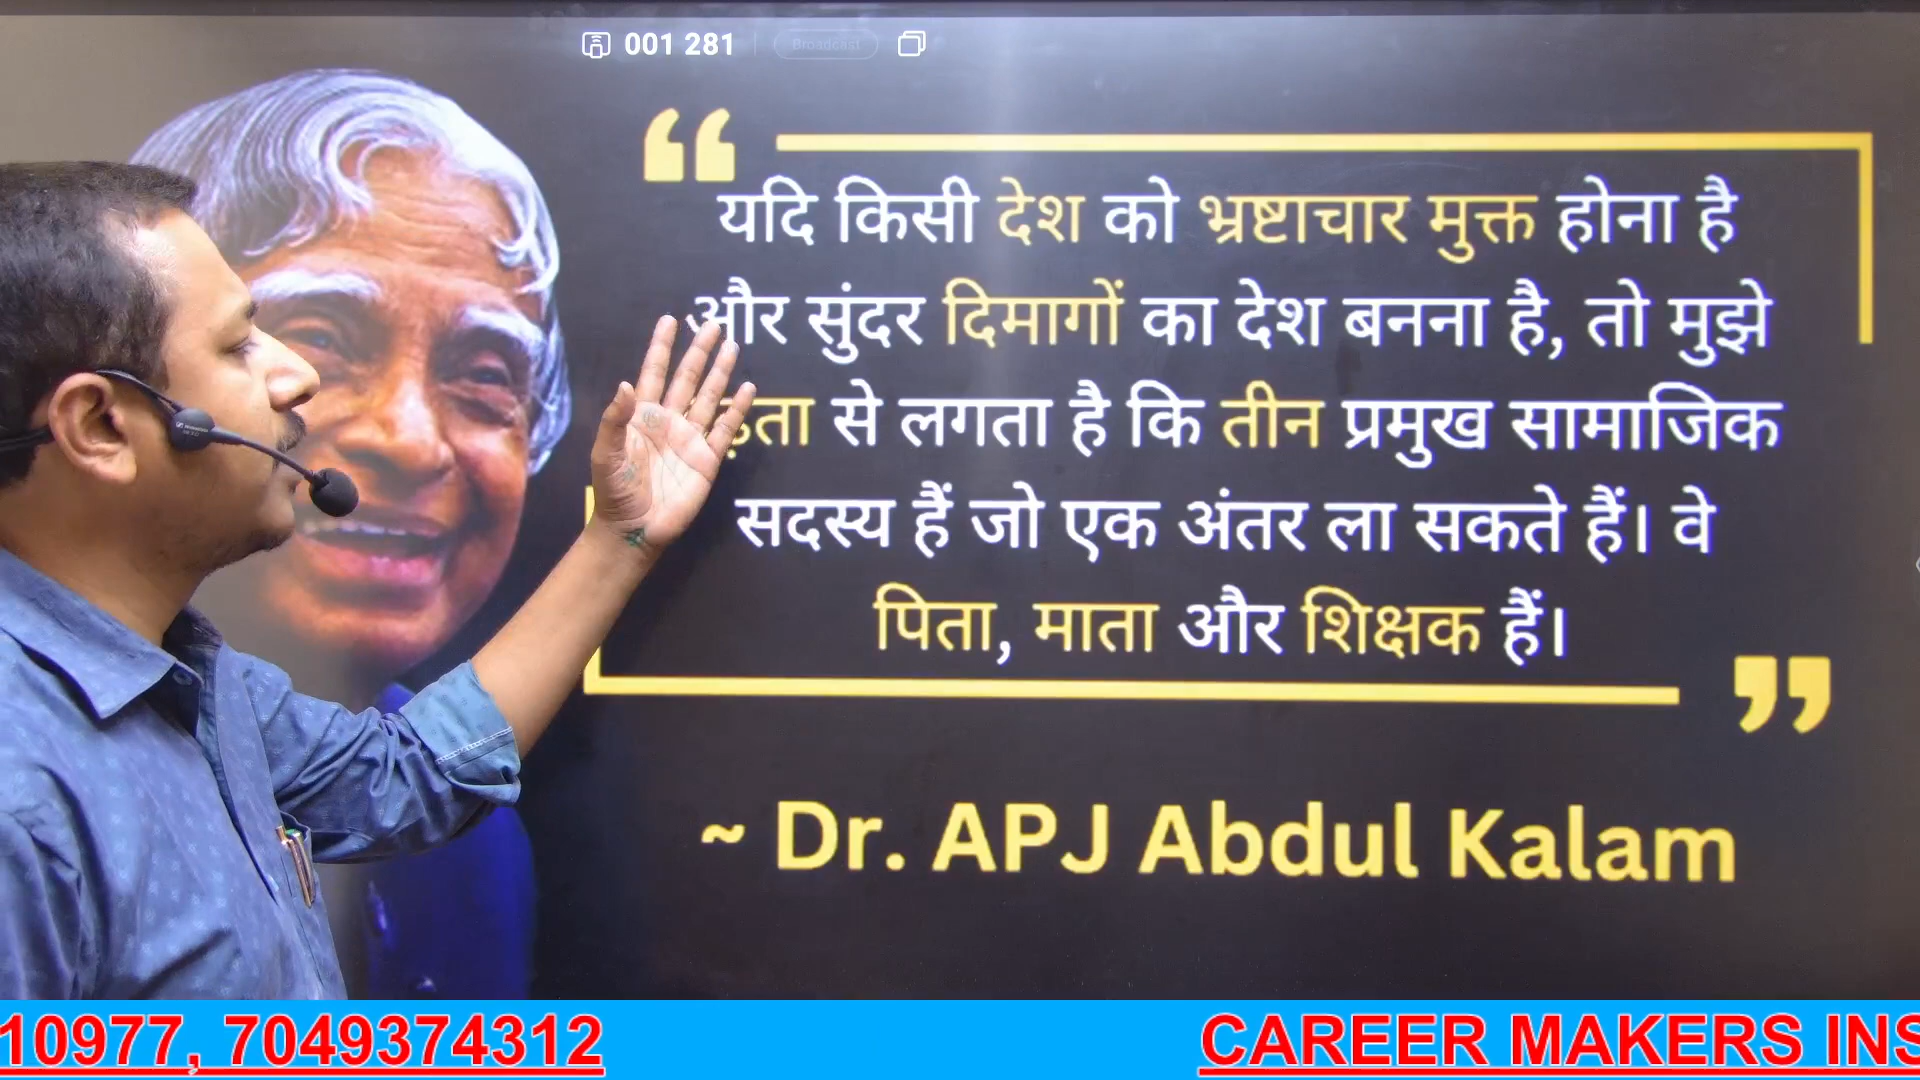 001 281
Broadcast
“
यदि किसी देश को भ्रष्टाचार मुक्त होना है
और सुंदर दिमागों का देश बनना है, तो मुझे
से लगता है कि तीन प्रमुख सामाजिक
सदस्य हैं जो एक अंतर ला सकते हैं। वे
पिता, माता और शिक्षक हैं।
”
~ Dr. APJ Abdul Kalam
10977, 7049374312
CAREER MAKERS INS